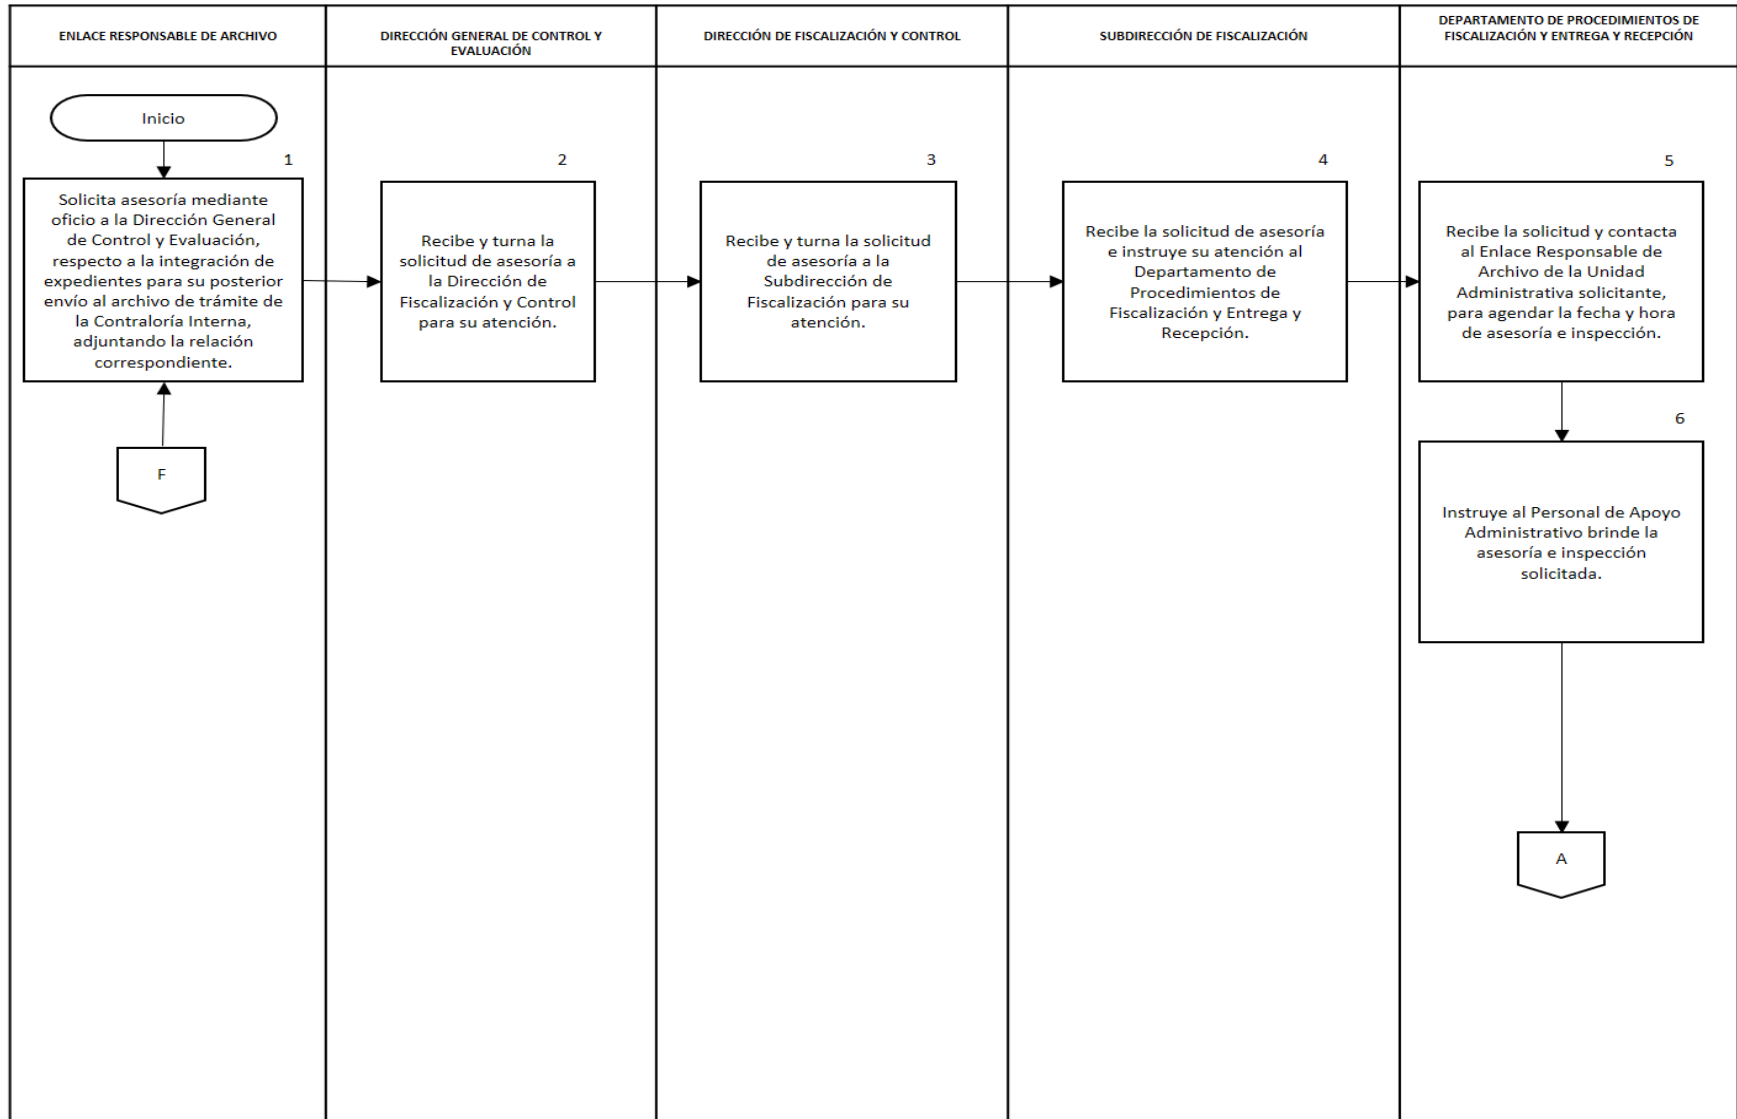 ENLACE RESPONSABLE DE ARCHIVO
DIRECCIÓN GENERAL DE CONTROL Y
EVALUACIÓN
DIRECCIÓN DE FISCALIZACIÓN Y CONTROL
SUBDIRECCIÓN DE FISCALIZACIÓN
DEPARTAMENTO DE PROCEDIMIENTOS DE
FISCALIZACIÓN Y ENTREGA Y RECEPCIÓN
Inicio
1
Solicita asesoría mediante
oficio a la Dirección General
de Control y Evaluación,
respecto a la integración de
expedientes para su posterior
envío al archivo de trámite de
la Contraloría Interna,
adjuntando la relación
correspondiente.
F
2
Recibe y turna la
solicitud de asesoría a
la Dirección de
Fiscalización y Control
para su atención.
3
Recibe y turna la solicitud
de asesoría a la
Subdirección de
Fiscalización para su
atención.
4
Recibe la solicitud de asesoría
e instruye su atención al
Departamento de
Procedimientos de
Fiscalización y Entrega y
Recepción.
5
Recibe la solicitud y contacta
al Enlace Responsable de
Archivo de la Unidad
Administrativa solicitante,
para agendar la fecha y hora
de asesoría e inspección.
6
Instruye al Personal de Apoyo
Administrativo brinde la
asesoría e inspección
solicitada.
A